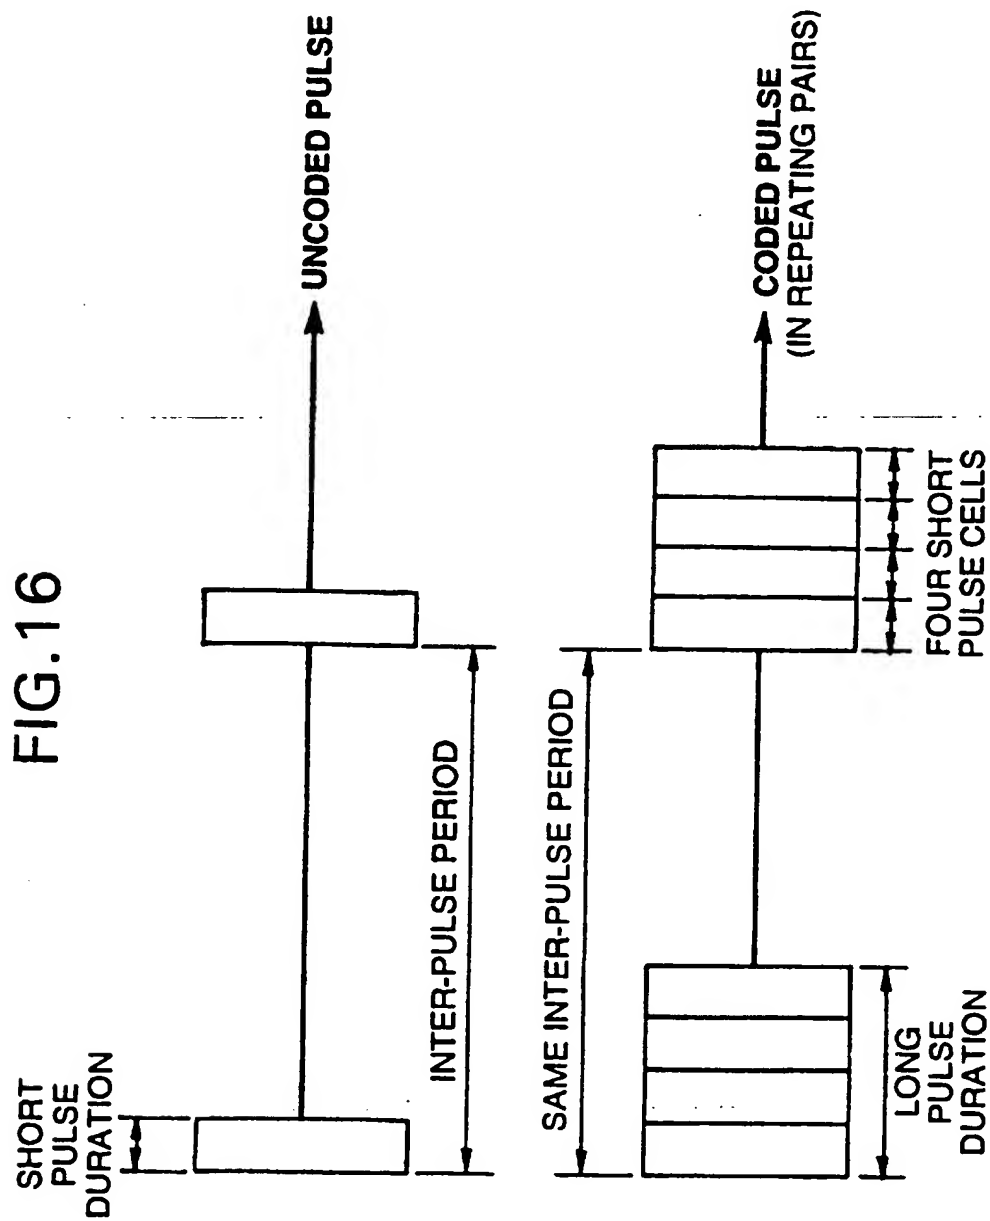 FIG.16
SHORT
PULSE
DURATION
UNCODED PULSE
INTER-PULSE PERIOD
SAME INTER-PULSE PERIOD
CODED PULSE
(IN REPEATING PAIRS)
LONG
PULSE
DURATION
FOUR SHORT
PULSE CELLS